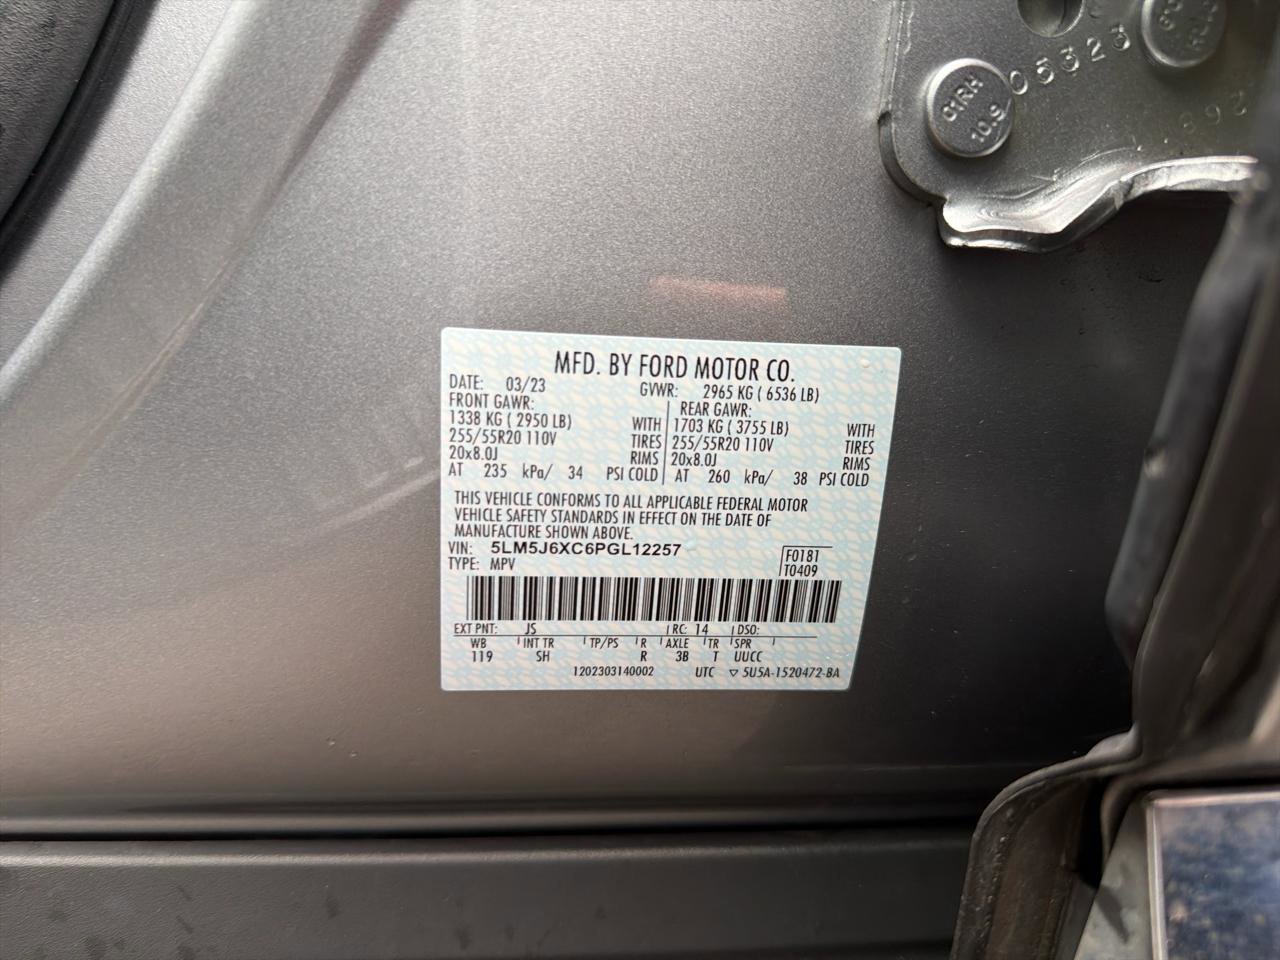 01RH
10.9
05323
MFD. BY FORD MOTOR CO.
DATE: 03/23 GVWR: 2965 KG ( 6536 LB)
FRONT GAWR: REAR GAWR:
1338 KG ( 2950 LB) WITH 1703 KG ( 3755 LB) WITH
255/55R20 110V TIRES 255/55R20 110V TIRES
20x8.0J RIMS 20x8.0J RIMS
AT 235 kPa/ 34 PSI COLD AT 260 kPa/ 38 PSI COLD
THIS VEHICLE CONFORMS TO ALL APPLICABLE FEDERAL MOTOR
VEHICLE SAFETY STANDARDS IN EFFECT ON THE DATE OF
MANUFACTURE SHOWN ABOVE.
VIN: 5LM5J6XC6PGL12257 F0181
TYPE: MPV T0409
EXT PNT: JS RC: 14 DSO:
WB INT TR TP/PS R AXLE TR SPR
119 SH R 3B T UUCC
1202303140002 UTC ▽ 5U5A-1520472-BA